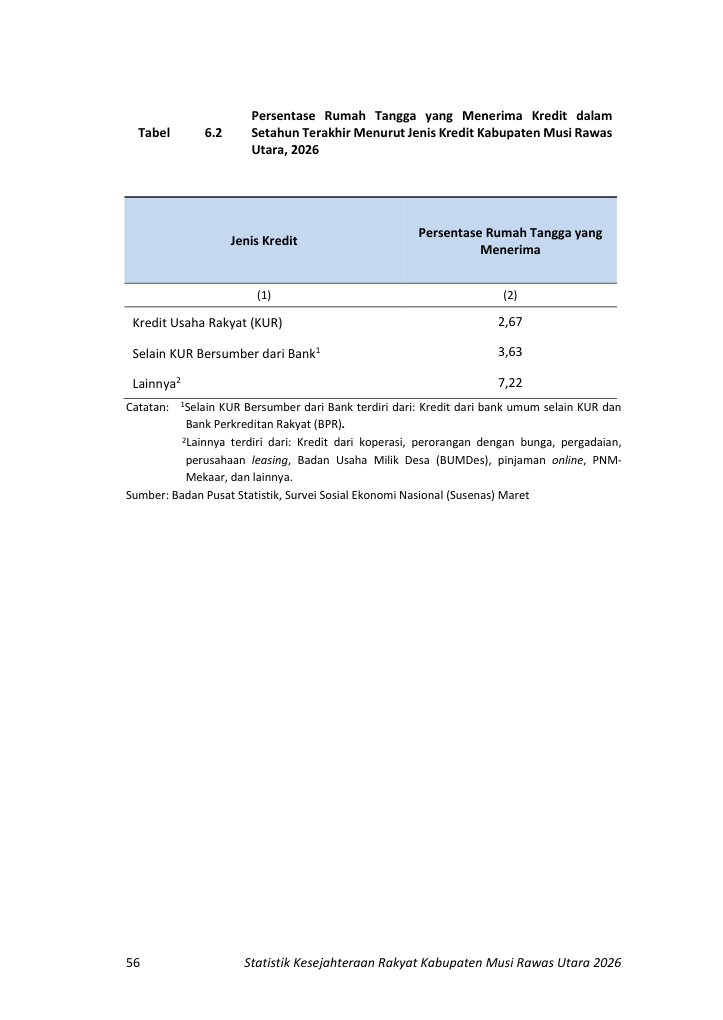 Persentase Rumah Tangga yang Menerima Kredit dalam
Tabel 6.2 Setahun Terakhir Menurut Jenis Kredit Kabupaten Musi Rawas
Utara, 2026
Jenis Kredit
Persentase Rumah Tangga yang
Menerima
(1) (2)
Kredit Usaha Rakyat (KUR) 2,67
Selain KUR Bersumber dari Bank¹ 3,63
Lainnya² 7,22
Catatan: ¹Selain KUR Bersumber dari Bank terdiri dari: Kredit dari bank umum selain KUR dan
Bank Perkreditan Rakyat (BPR).
²Lainnya terdiri dari: Kredit dari koperasi, perorangan dengan bunga, pergadaian,
perusahaan leasing, Badan Usaha Milik Desa (BUMDes), pinjaman online, PNM-
Mekaar, dan lainnya.
Sumber: Badan Pusat Statistik, Survei Sosial Ekonomi Nasional (Susenas) Maret
56 Statistik Kesejahteraan Rakyat Kabupaten Musi Rawas Utara 2026